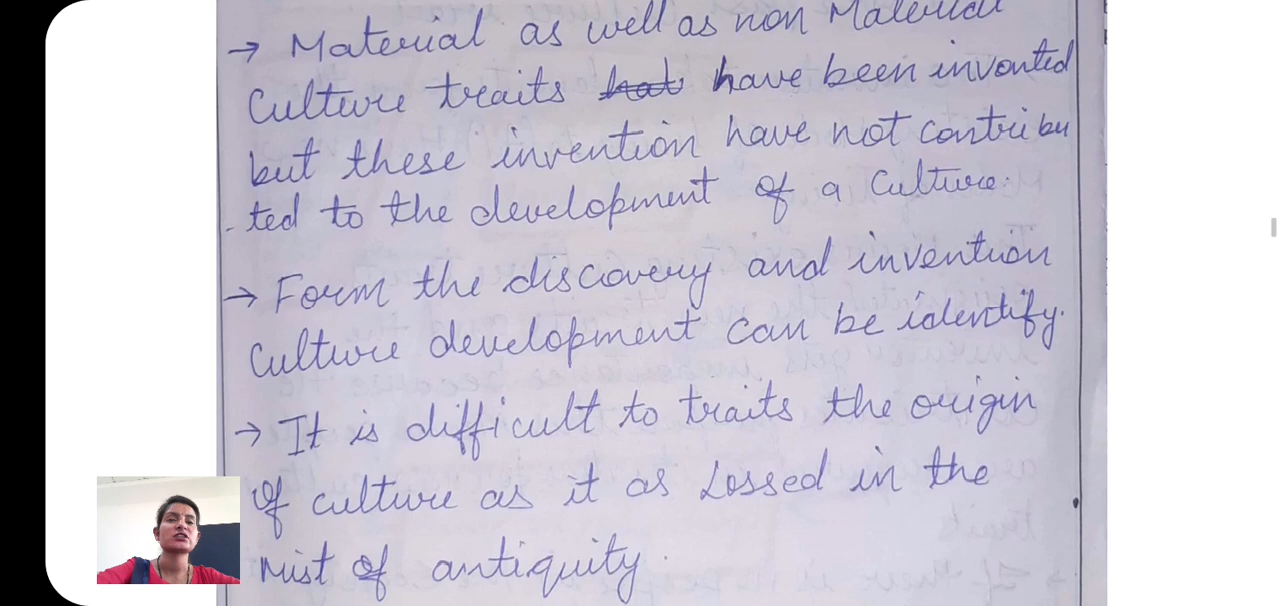 → Material as well as non Material
Culture traits hat have been invented
but these invention have not contribu
- ted to the development of a Culture.
→ Form the discovery and invention
Culture development can be identify.
→ It is difficult to traits the origin
of culture as it as Lossed in the
mist of antiquity.